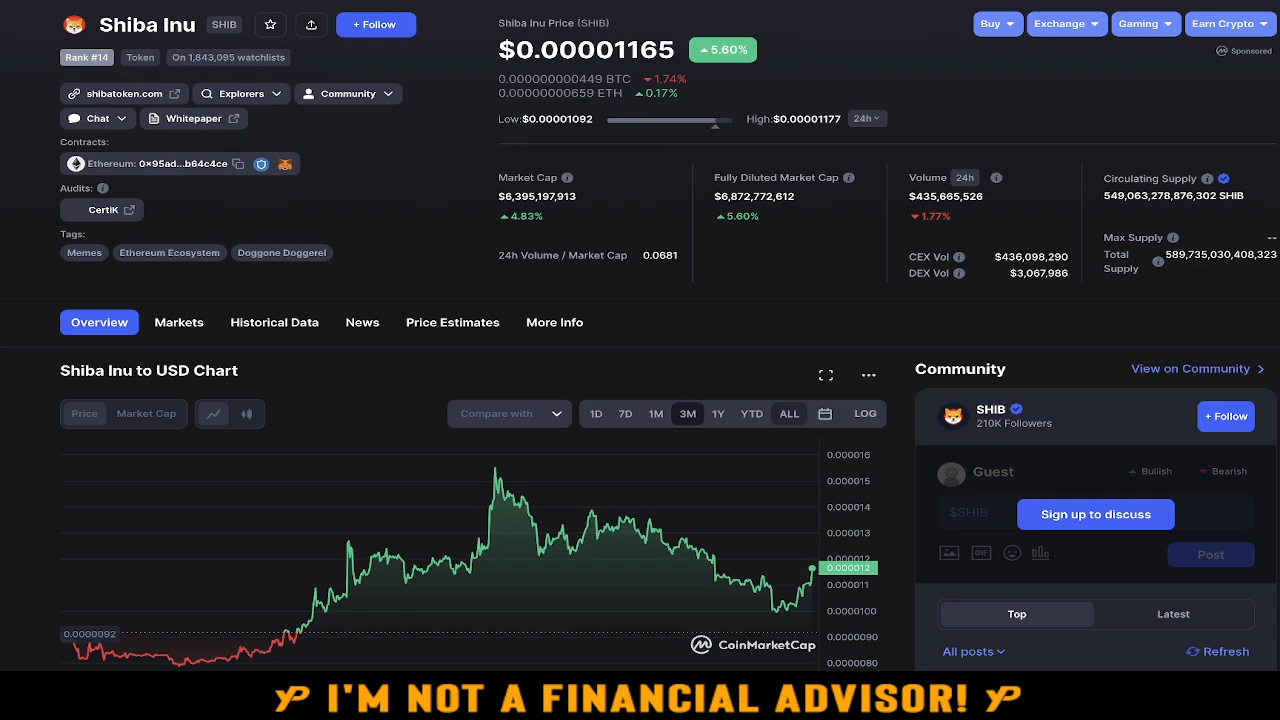 Shiba Inu SHIB + Follow
Rank #14 Token On 1,843,095 watchlists
shibatoken.com Explorers Community
Chat Whitepaper
Contracts:
Ethereum: 0x95ad...b64c4ce
Audits:
CertiK
Tags:
Memes Ethereum Ecosystem Doggone Doggerel
Shiba Inu Price (SHIB)
$0.00001165 5.60%
0.000000000449 BTC 1.74%
0.00000000659 ETH 0.17%
Low:$0.00001092 High:$0.00001177 24h
Buy Exchange Gaming Earn Crypto
Sponsored
Market Cap
$6,395,197,913
4.83%
24h Volume / Market Cap 0.0681
Fully Diluted Market Cap
$6,872,772,612
5.60%
Volume 24h
$435,665,526
1.77%
CEX Vol $436,098,290
DEX Vol $3,067,986
Circulating Supply
549,063,278,876,302 SHIB
Max Supply --
Total Supply 589,735,030,408,323
Overview Markets Historical Data News Price Estimates More Info
Shiba Inu to USD Chart
Price Market Cap
Compare with 1D 7D 1M 3M 1Y YTD ALL LOG
0.000016
0.000015
0.000014
0.000013
0.000012
0.000012
0.000011
0.0000100
0.0000090
0.0000080
0.0000092
CoinMarketCap
Community View on Community
SHIB
210K Followers
+ Follow
Guest Bullish Bearish
$SHIB
Sign up to discuss
GIF
Post
Top Latest
All posts Refresh
YP I'M NOT A FINANCIAL ADVISOR! YP